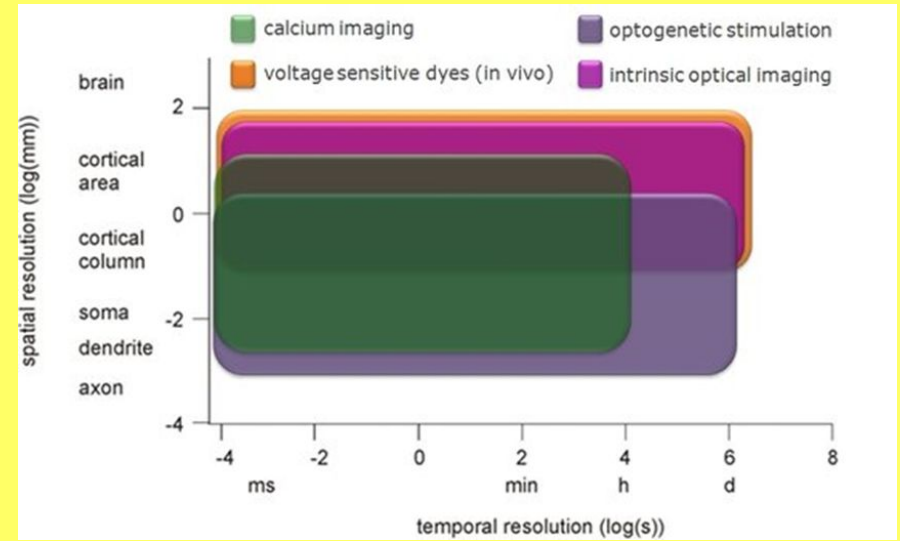 calcium imaging
optogenetic stimulation
voltage sensitive dyes (in vivo)
intrinsic optical imaging
spatial resolution (log(mm))
brain
cortical
area
cortical
column
soma
dendrite
axon
2
0
-2
-4
-4 -2 0 2 4 6 8
ms min h d
temporal resolution (log(s))